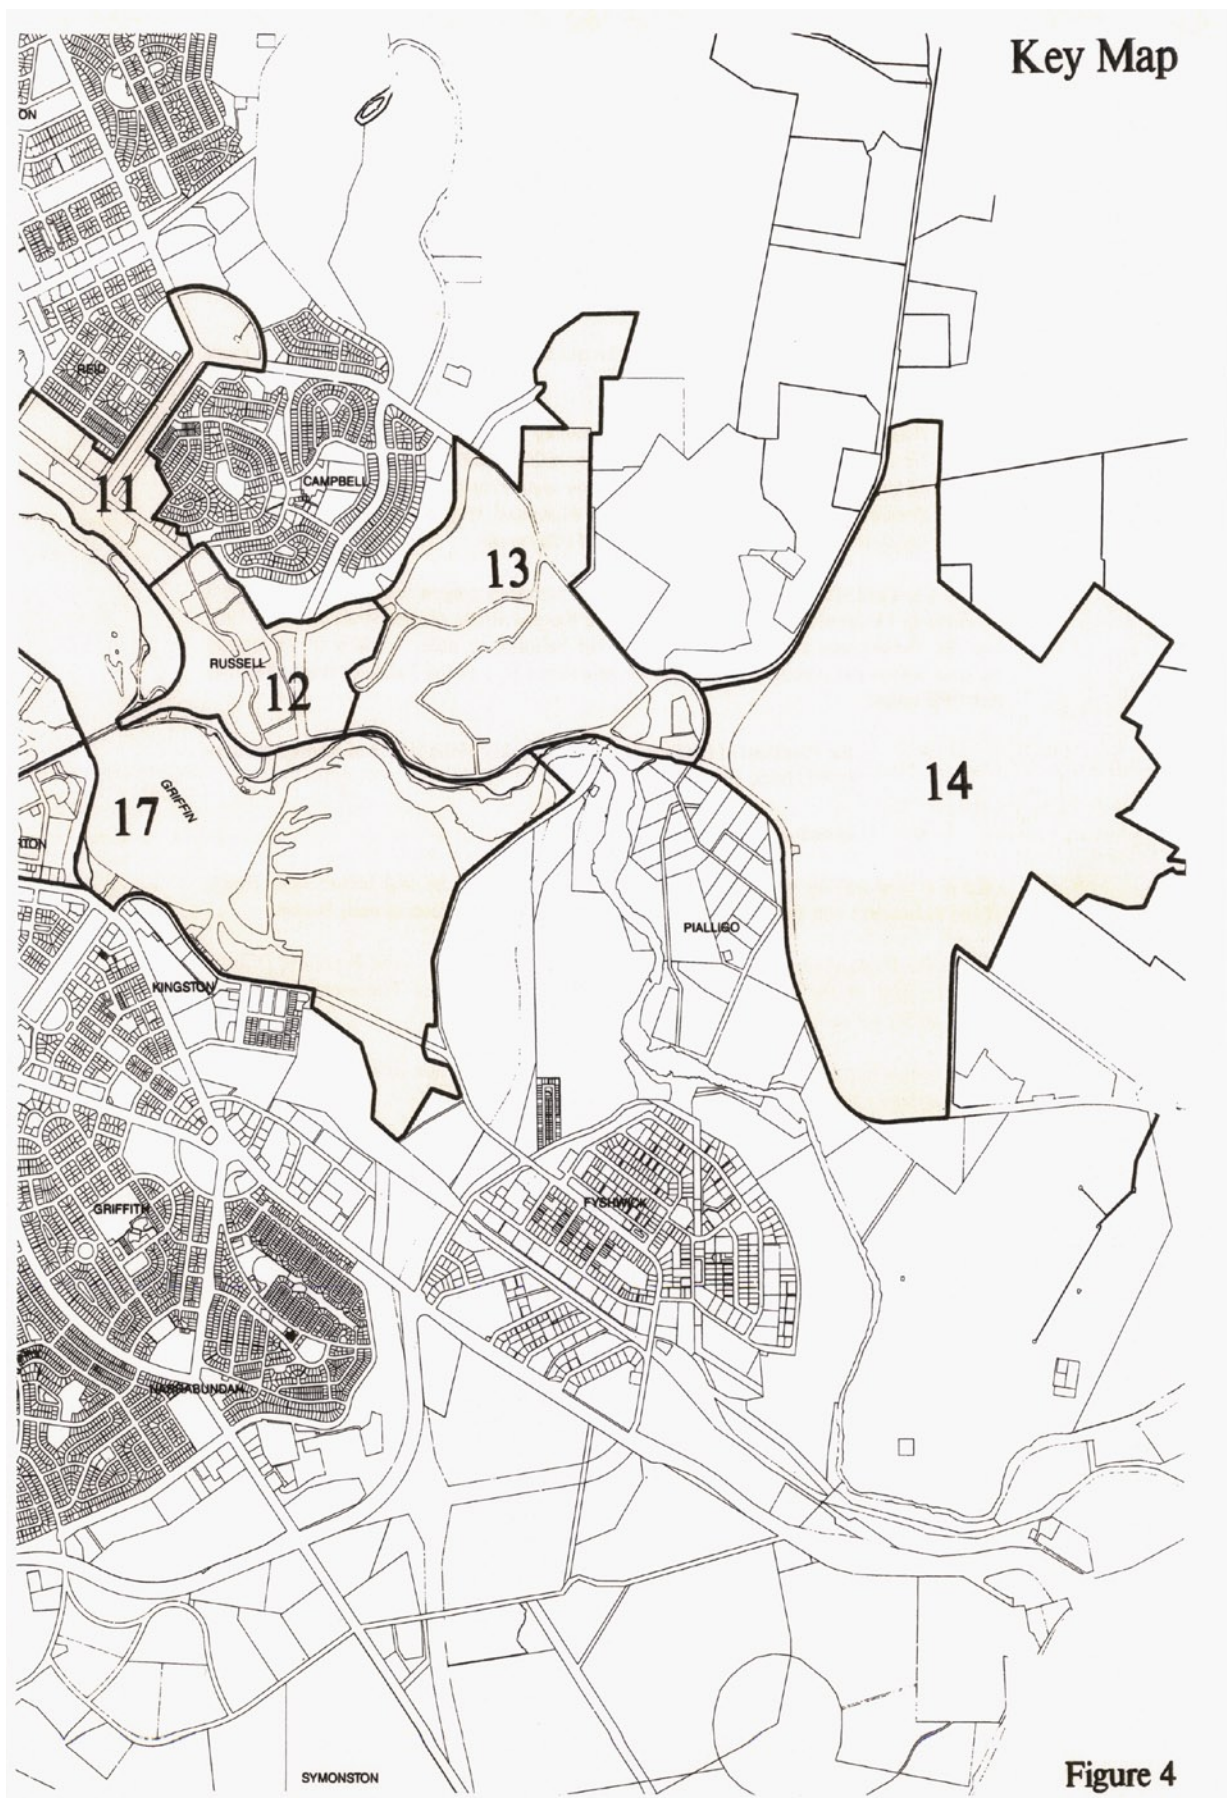 Key Map
ON
REID
CAMPBELL
11
13
RUSSELL
12
14
GRIFFIN
17
TON
PIALLIGO
KINGSTON
FYSHWICK
GRIFFITH
NARRABUNDAH
SYMONSTON
Figure 4